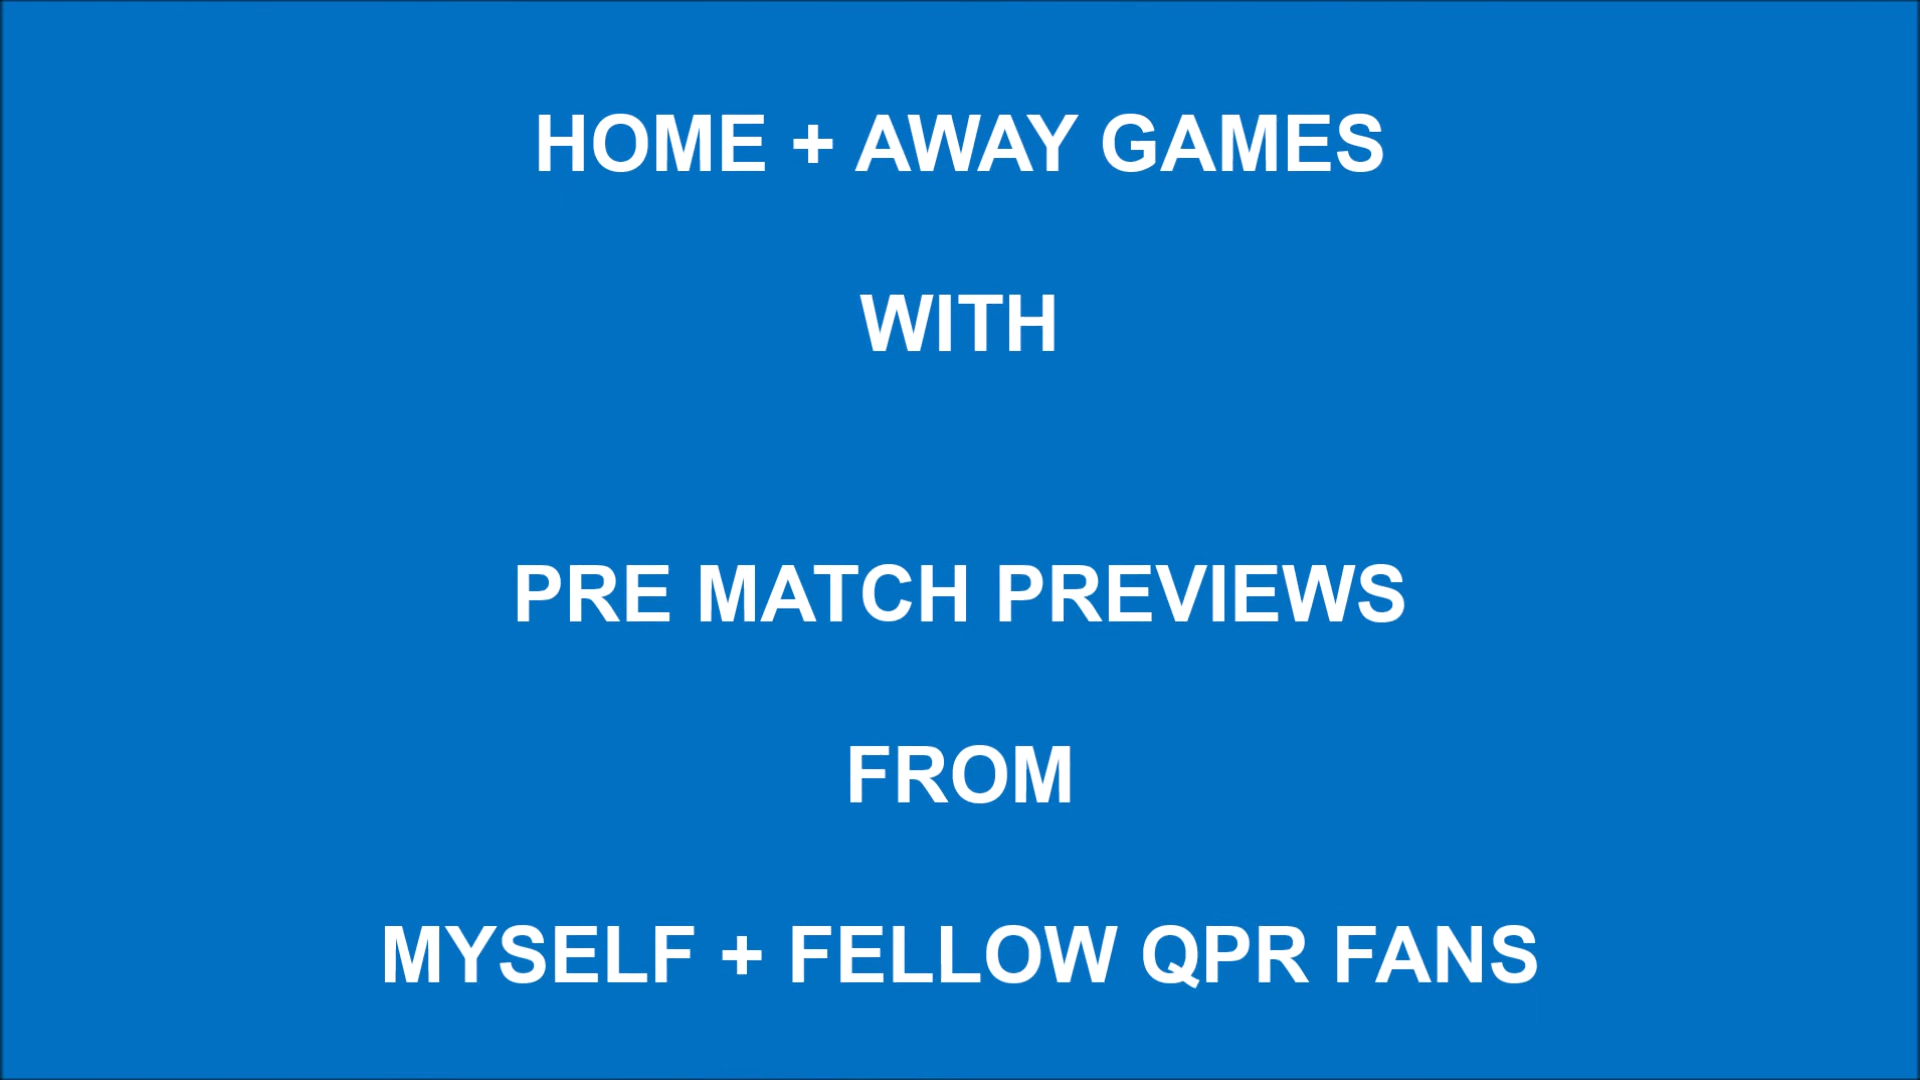 HOME + AWAY GAMES
WITH
PRE MATCH PREVIEWS
FROM
MYSELF + FELLOW QPR FANS